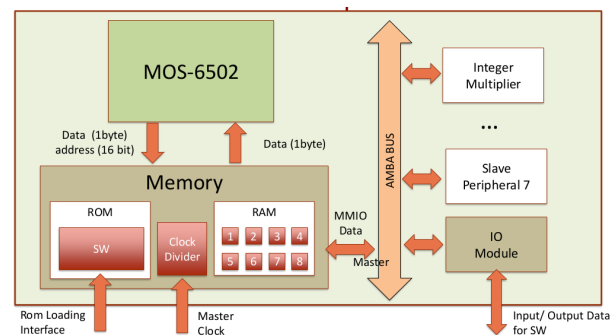 MOS-6502
Data (1byte)
address (16 bit)
Data (1byte)
Memory
ROM
SW
Clock
Divider
RAM
1 2 3 4
5 6 7 8
MMIO
Data
Master
AMBA BUS
Integer
Multiplier
...
Slave
Peripheral 7
IO
Module
Rom Loading
Interface
Master
Clock
Input/ Output Data
for SW